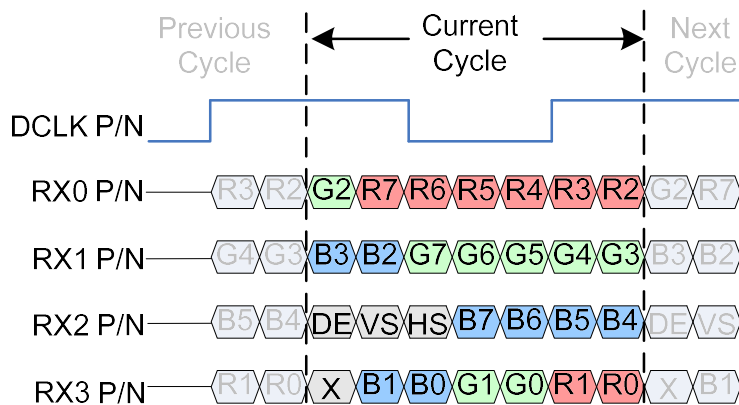 Previous Cycle Current Cycle Next Cycle
DCLK P/N
RX0 P/N R3 R2 G2 R7 R6 R5 R4 R3 R2 G2 R7
RX1 P/N G4 G3 B3 B2 G7 G6 G5 G4 G3 B3 B2
RX2 P/N B5 B4 DE VS HS B7 B6 B5 B4 DE VS
RX3 P/N R1 R0 X B1 B0 G1 G0 R1 R0 X B1